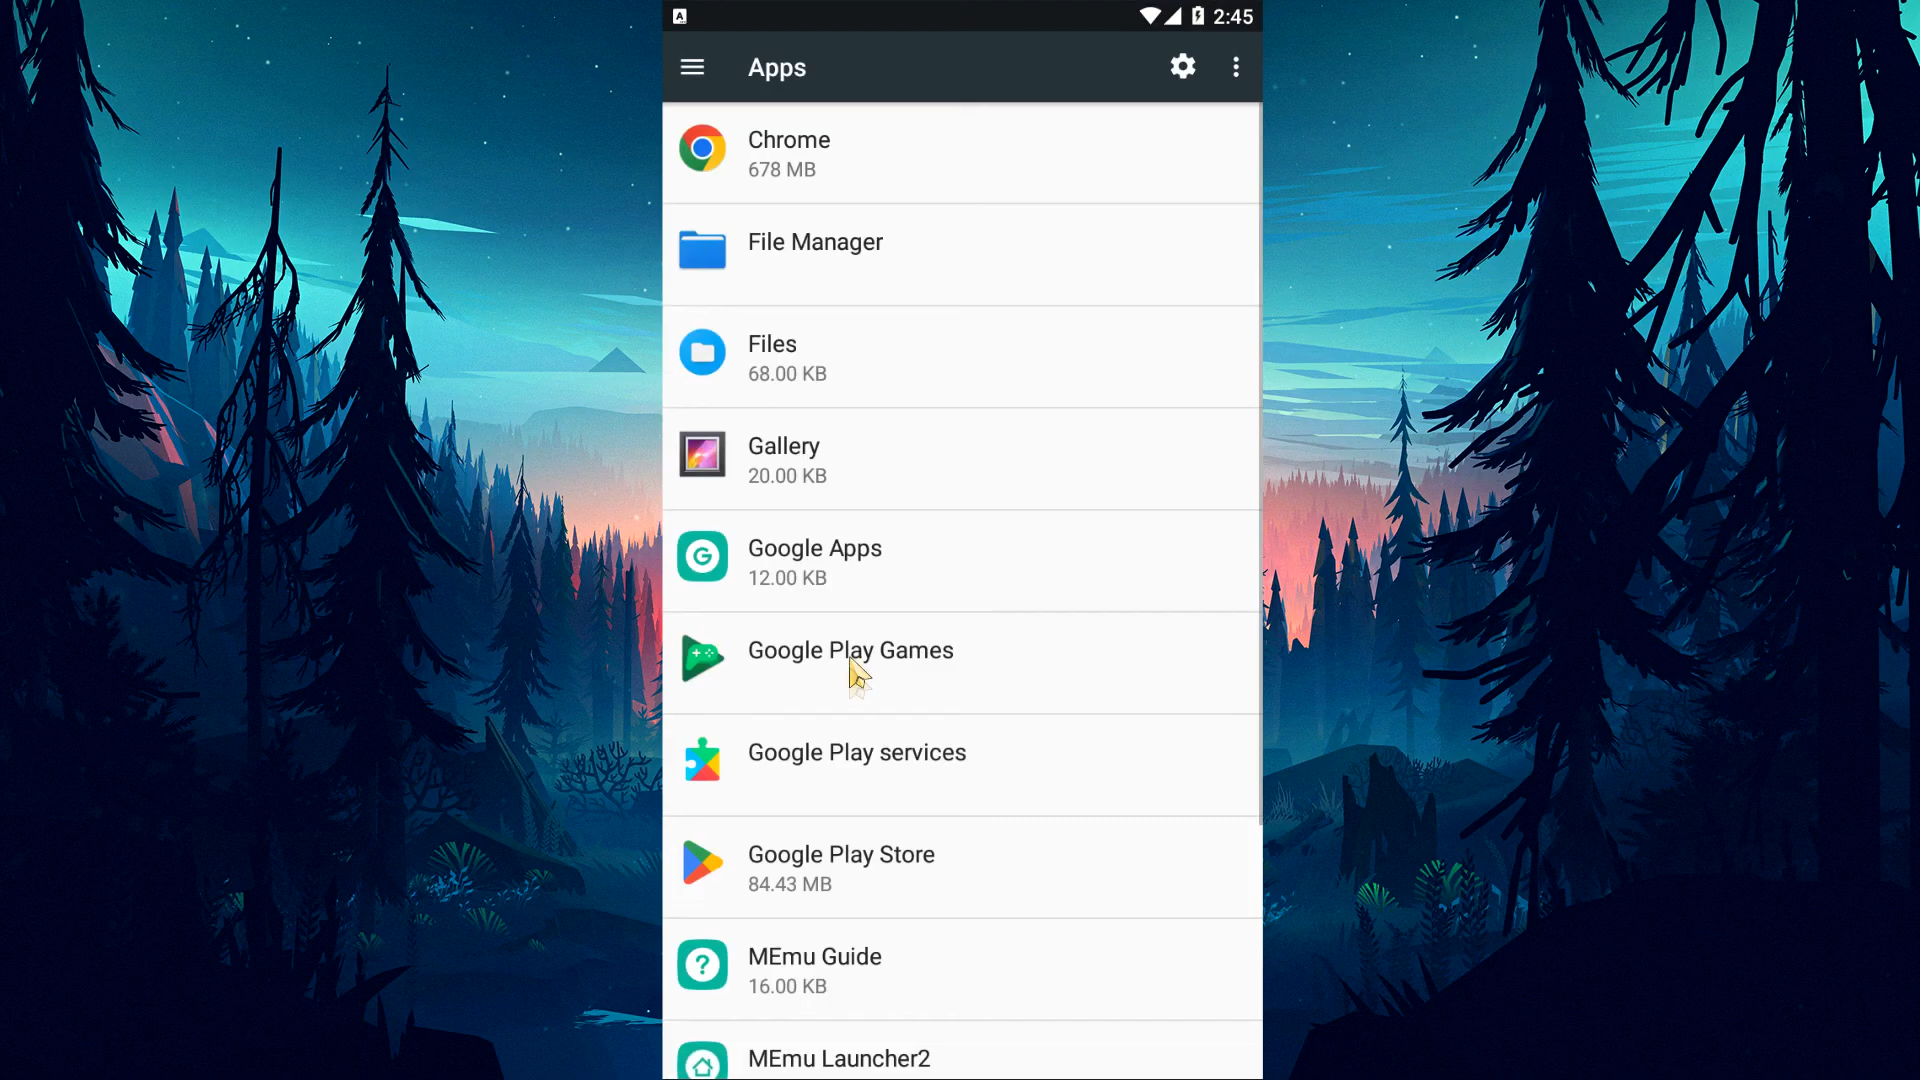 2:45
Apps
Chrome
678 MB
File Manager
Files
68.00 KB
Gallery
20.00 KB
Google Apps
12.00 KB
Google Play Games
Google Play services
Google Play Store
84.43 MB
MEmu Guide
16.00 KB
MEmu Launcher2